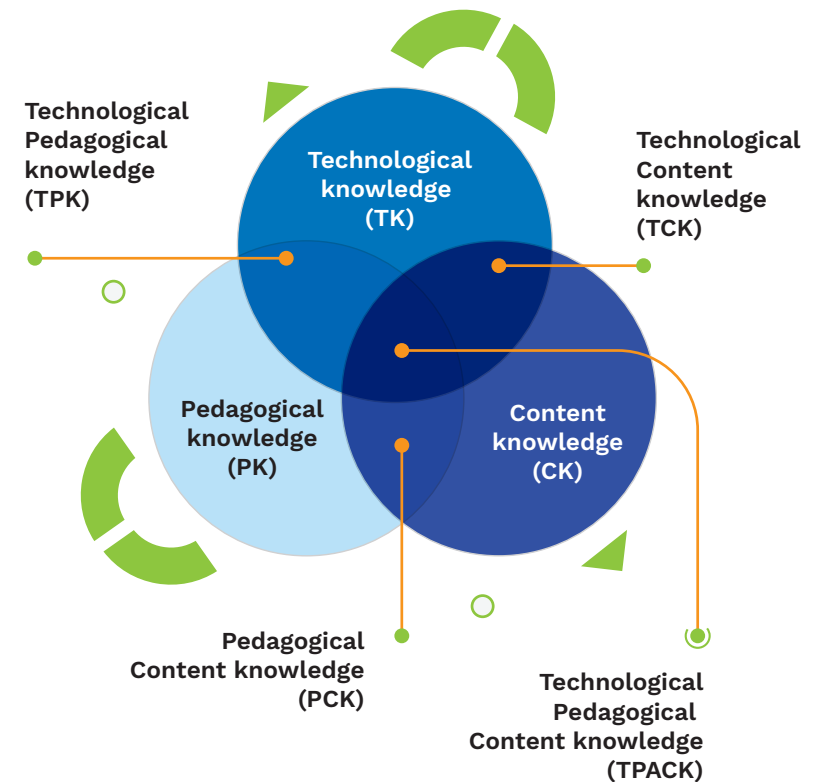 Technological
Pedagogical
knowledge
(TPK)
Technological
knowledge
(TK)
Technological
Content
knowledge
(TCK)
Pedagogical
knowledge
(PK)
Content
knowledge
(CK)
Pedagogical
Content knowledge
(PCK)
Technological
Pedagogical
Content knowledge
(TPACK)